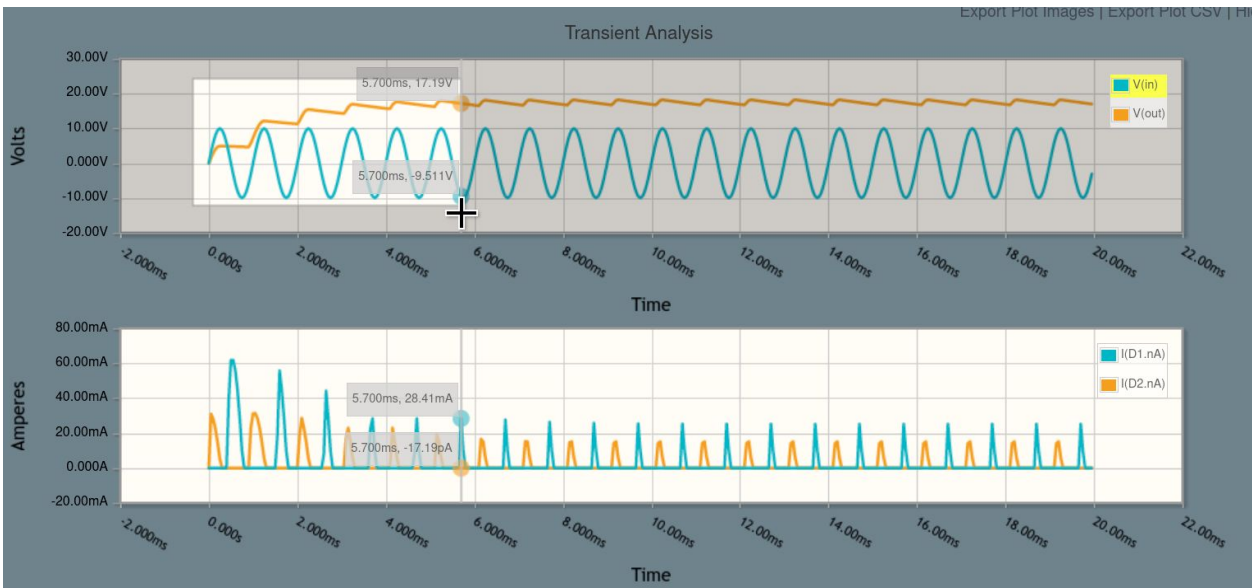 Export Plot Images | Export Plot CSV | Hi
Transient Analysis
30.00V
20.00V
10.00V
0.000V
-10.00V
-20.00V
Volts
5.700ms, 17.19V
5.700ms, -9.511V
V(in)
V(out)
-2.000ms
0.000s
2.000ms
4.000ms
6.000ms
8.000ms
10.00ms
12.00ms
14.00ms
16.00ms
18.00ms
20.00ms
22.00ms
Time
80.00mA
60.00mA
40.00mA
20.00mA
0.000A
-20.00mA
Amperes
5.700ms, 28.41mA
5.700ms, -17.19pA
I(D1.nA)
I(D2.nA)
-2.000ms
0.000s
2.000ms
4.000ms
6.000ms
8.000ms
10.00ms
12.00ms
14.00ms
16.00ms
18.00ms
20.00ms
22.00ms
Time